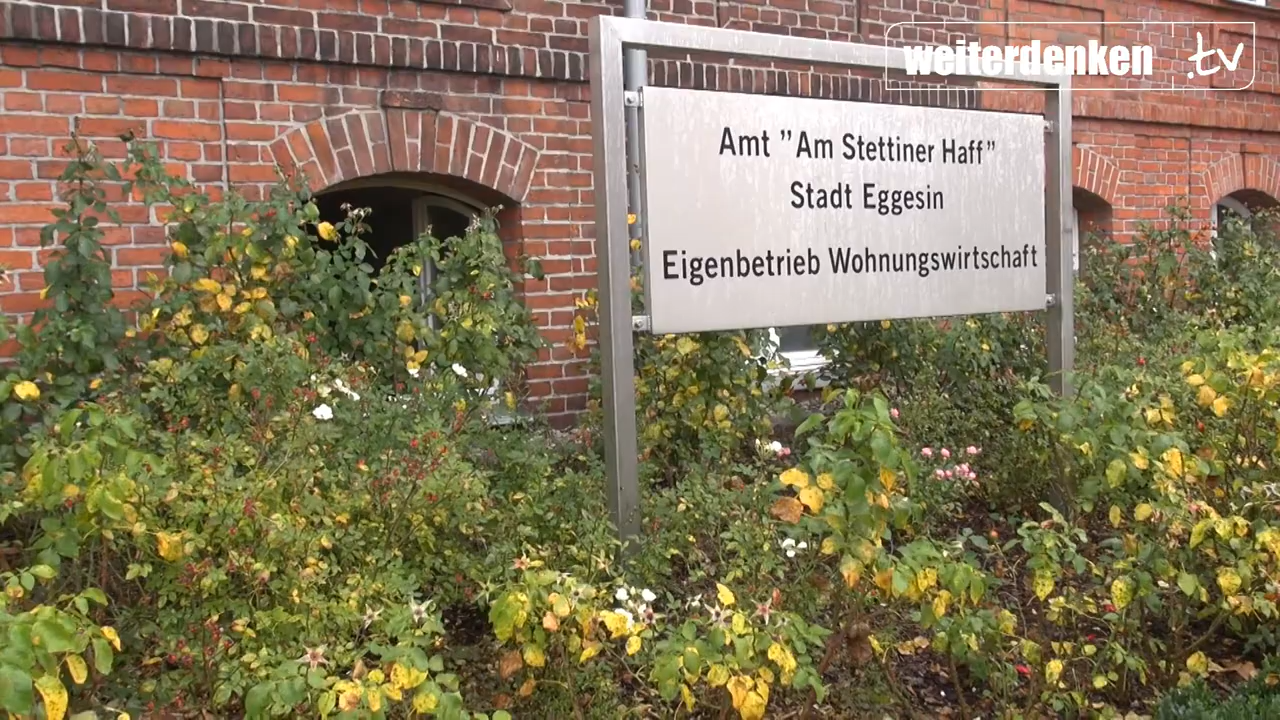 weiterdenken .tv
Amt "Am Stettiner Haff"
Stadt Eggesin
Eigenbetrieb Wohnungswirtschaft